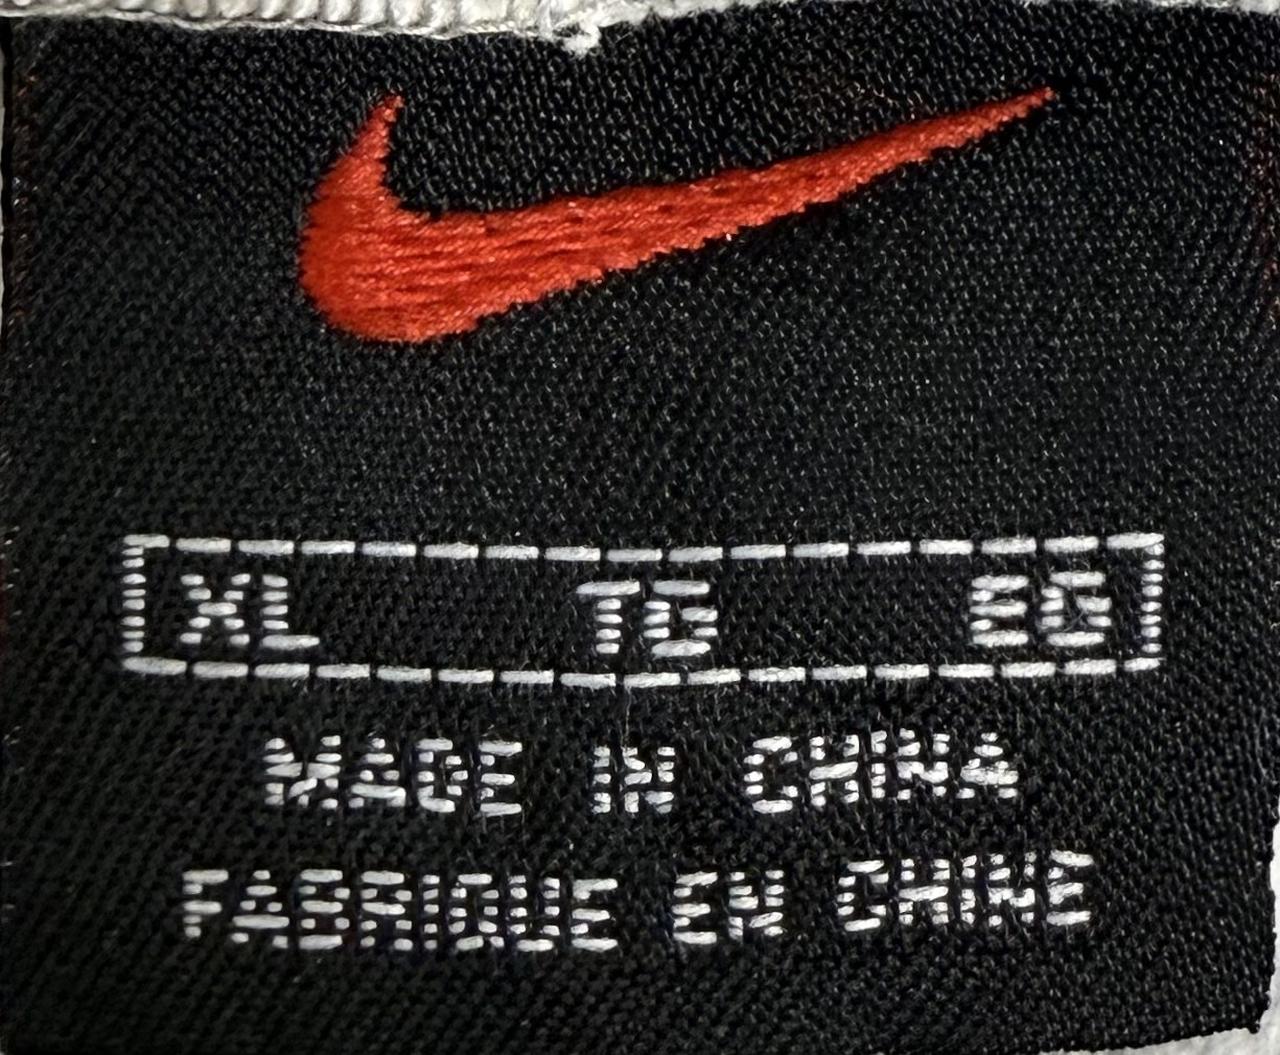 XL TG EG
MADE IN CHINA
FABRIQUE EN CHINE